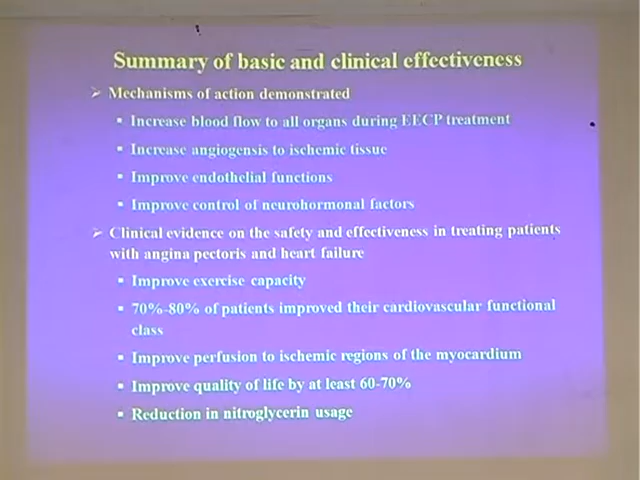 Summary of basic and clinical effectiveness
➢ Mechanisms of action demonstrated
▪ Increase blood flow to all organs during EECP treatment
▪ Increase angiogensis to ischemic tissue
▪ Improve endothelial functions
▪ Improve control of neurohormonal factors
➢ Clinical evidence on the safety and effectiveness in treating patients
with angina pectoris and heart failure
▪ Improve exercise capacity
▪ 70%-80% of patients improved their cardiovascular functional
class
▪ Improve perfusion to ischemic regions of the myocardium
▪ Improve quality of life by at least 60-70%
▪ Reduction in nitroglycerin usage